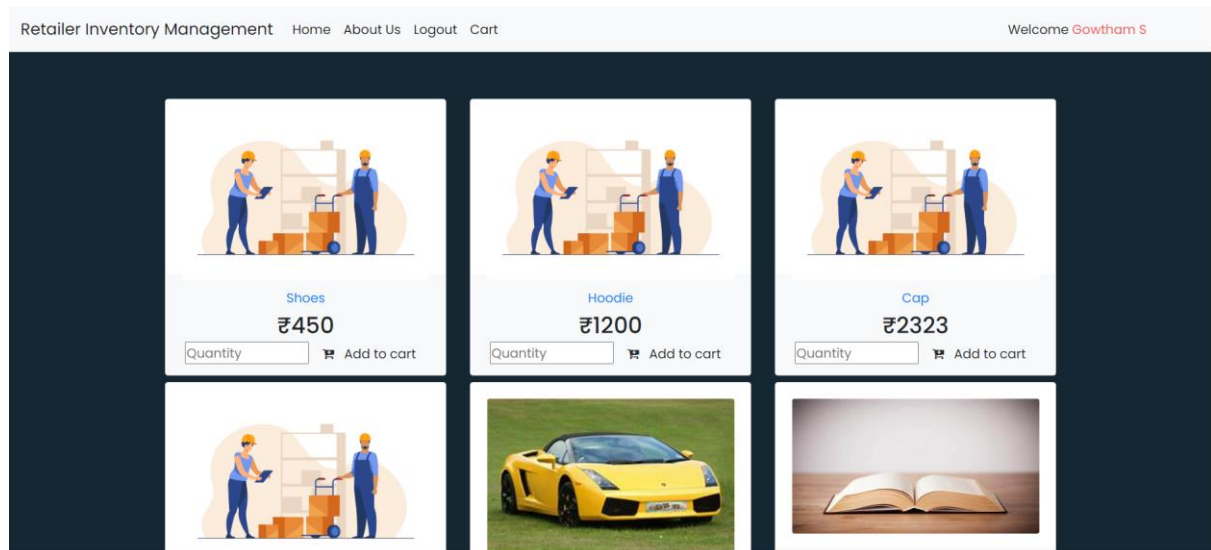 Retailer Inventory Management Home About Us Logout Cart Welcome Gowtham S
Shoes Hoodie Cap
₹450 ₹1200 ₹2323
Quantity Add to cart Quantity Add to cart Quantity Add to cart